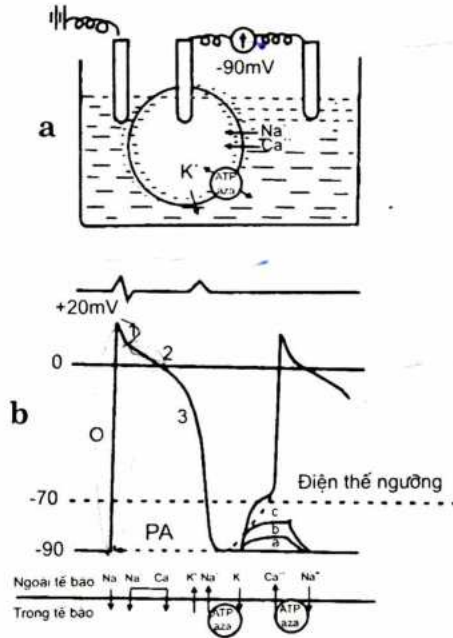 -90mV
a
Na
Ca
K
ATP
aza
+20mV
1
0
2
b
O
3
Điện thế ngưỡng
-70
c
PA
b
a
-90
Ngoài tế bào Na Na Ca K⁺ Na⁺ K Ca⁺⁺ Na⁺
Trong tế bào
ATP
aza
ATP
aza